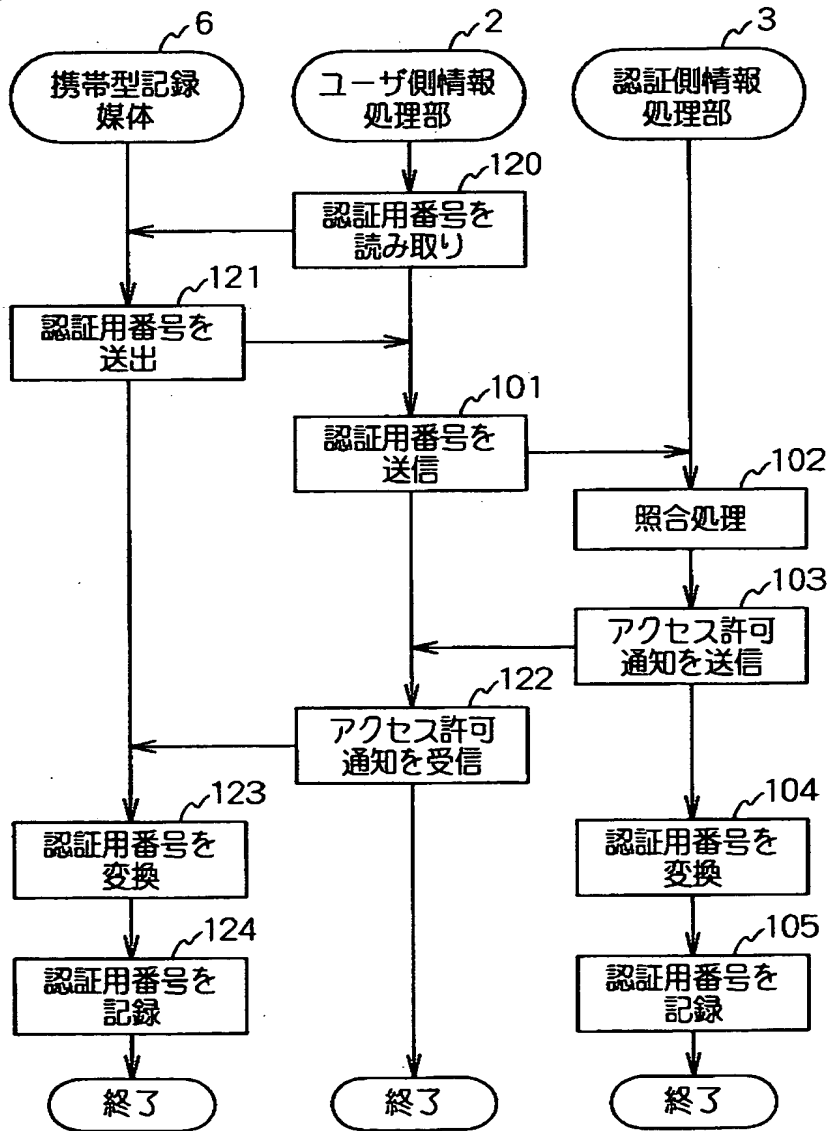 6
携帯型記録
媒体
2
ユーザ側情報
処理部
3
認証側情報
処理部
120
認証用番号を
読み取り
121
認証用番号を
送出
101
認証用番号を
送信
102
照合処理
103
アクセス許可
通知を送信
122
アクセス許可
通知を受信
123
認証用番号を
変換
104
認証用番号を
変換
124
認証用番号を
記録
105
認証用番号を
記録
終了
終了
終了